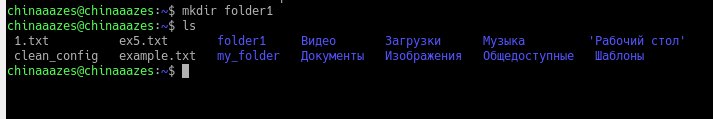 chinaaazes@chinaaazes:~$ mkdir folder1
chinaaazes@chinaaazes:~$ ls
1.txt ex5.txt folder1 Видео Загрузки Музыка 'Рабочий стол'
clean_config example.txt my_folder Документы Изображения Общедоступные Шаблоны
chinaaazes@chinaaazes:~$